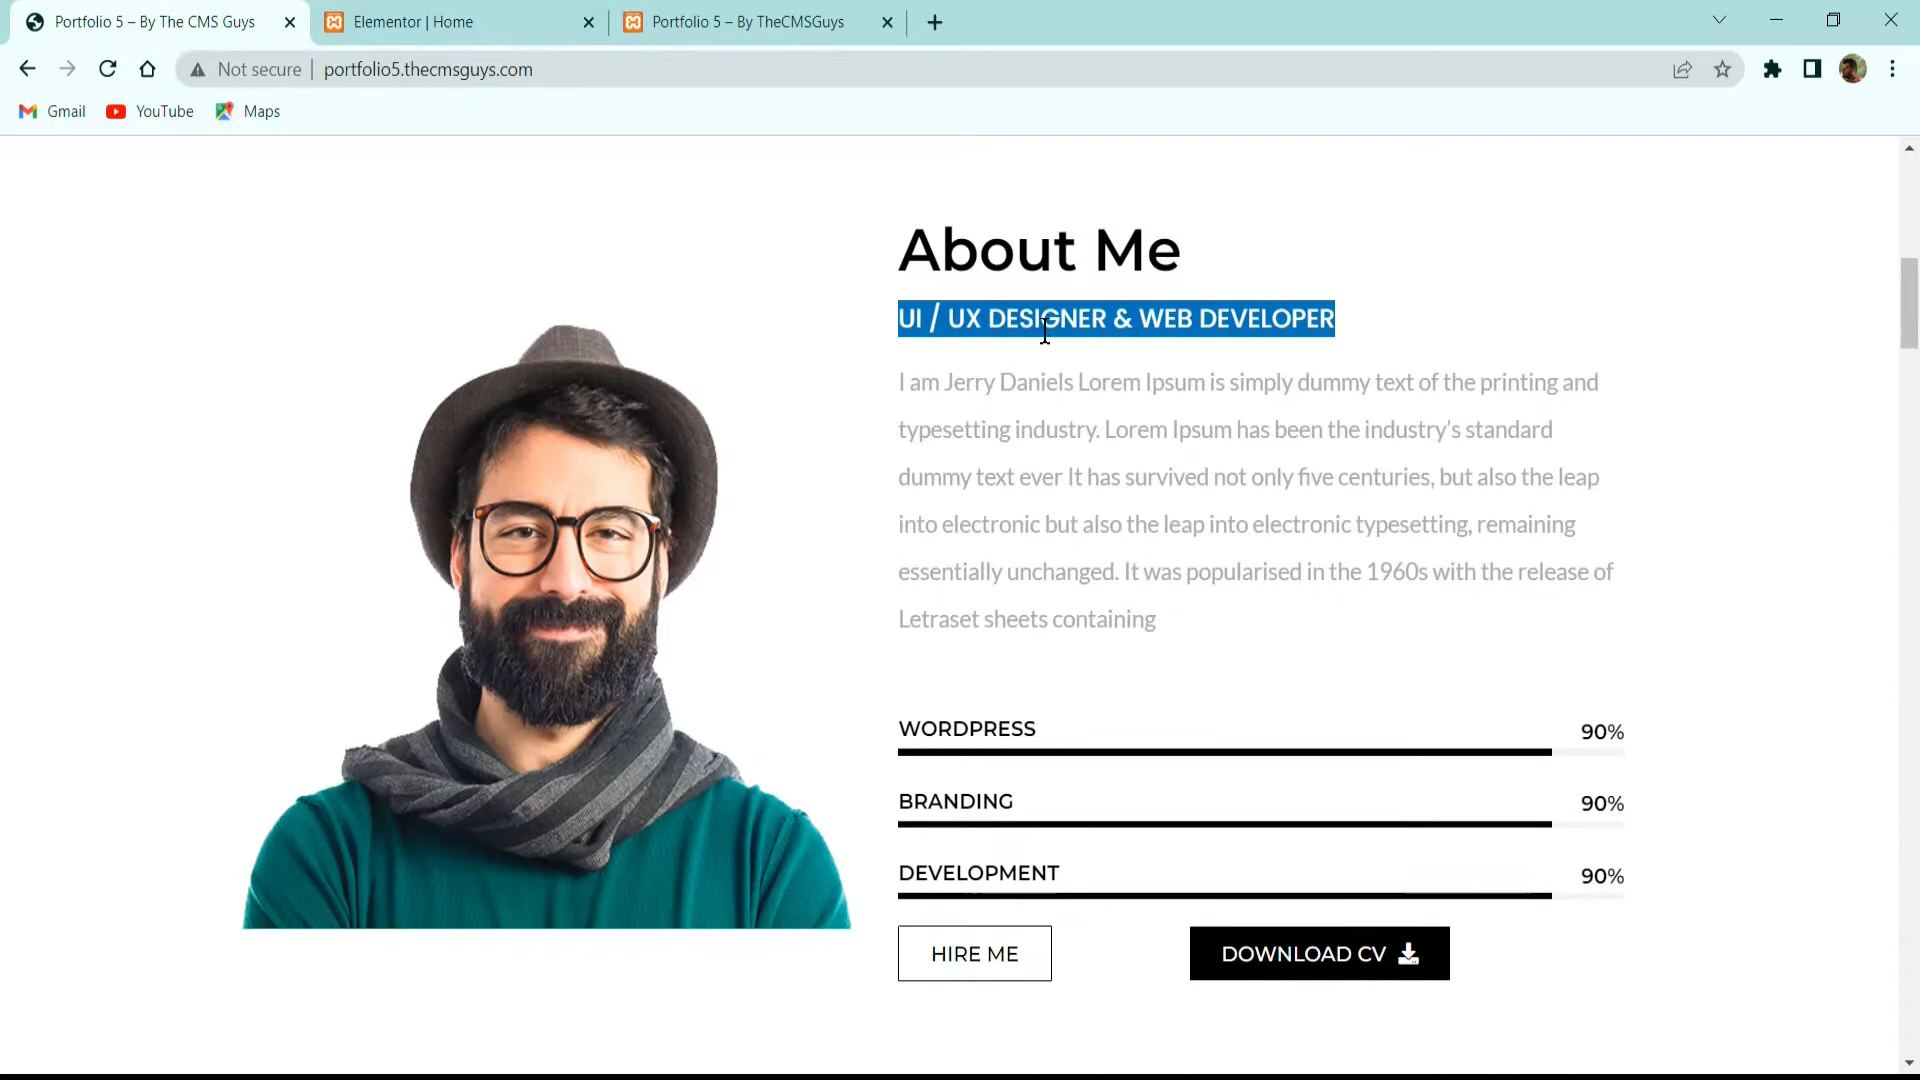 Portfolio 5 – By The CMS Guys
Elementor | Home
Portfolio 5 – By TheCMSGuys
Not secure
portfolio5.thecmsguys.com
Gmail
YouTube
Maps
About Me
UI / UX DESIGNER & WEB DEVELOPER
I am Jerry Daniels Lorem Ipsum is simply dummy text of the printing and
typesetting industry. Lorem Ipsum has been the industry’s standard
dummy text ever It has survived not only five centuries, but also the leap
into electronic but also the leap into electronic typesetting, remaining
essentially unchanged. It was popularised in the 1960s with the release of
Letraset sheets containing
WORDPRESS 90%
BRANDING 90%
DEVELOPMENT 90%
HIRE ME
DOWNLOAD CV